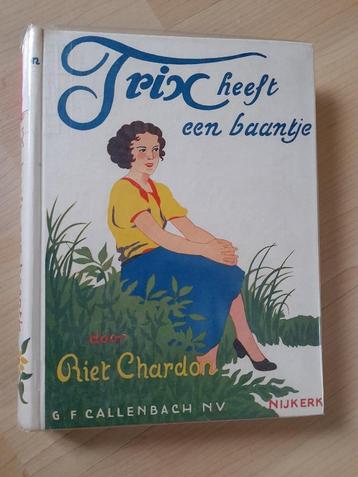 Trix heeft
een baantje
door
Riet Chardon
G F CALLENBACH NV
NIJKERK